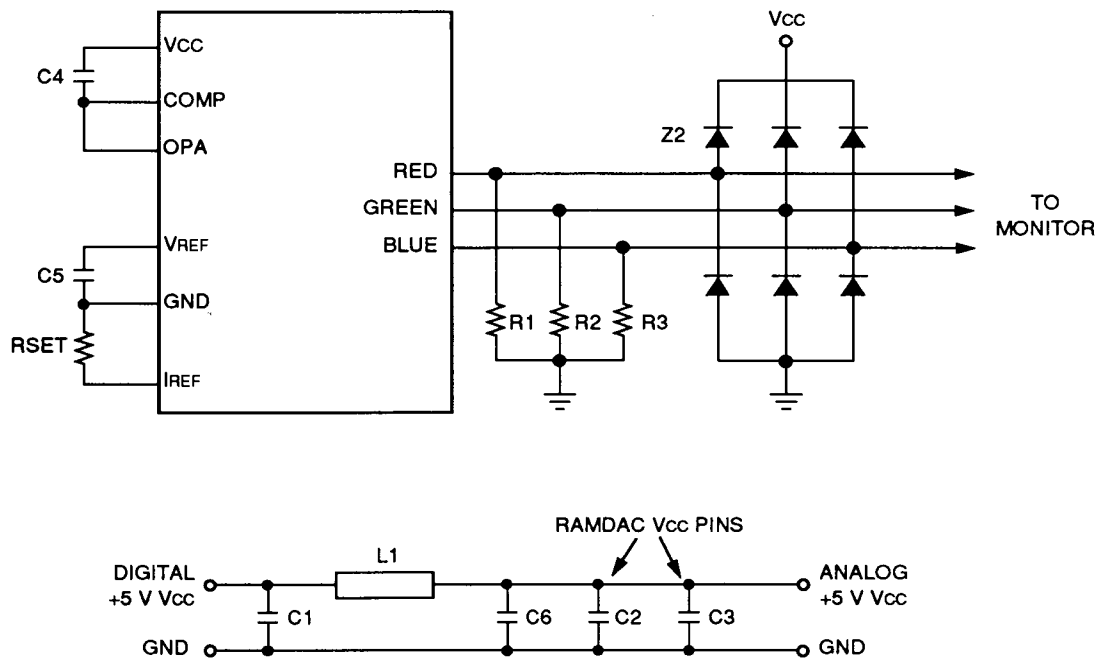 VCC
C4
COMP
OPA
VREF
C5
GND
RSET
IREF
RED
GREEN
BLUE
R1
R2
R3
VCC
Z2
TO
MONITOR
RAMDAC VCC PINS
DIGITAL
+5 V VCC
GND
L1
C1
C6
C2
C3
ANALOG
+5 V VCC
GND